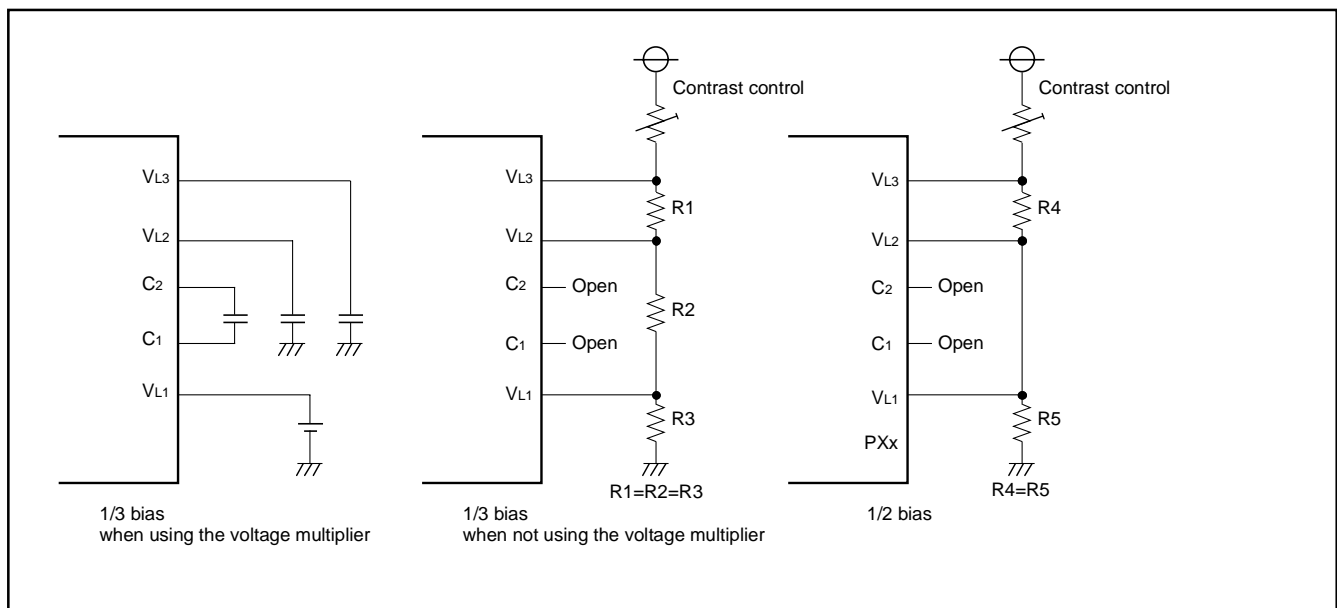 VL3
VL2
C2
C1
VL1
1/3 bias
when using the voltage multiplier
Contrast control
VL3
R1
VL2
C2
Open
R2
C1
Open
VL1
R3
R1=R2=R3
1/3 bias
when not using the voltage multiplier
Contrast control
VL3
R4
VL2
C2
Open
C1
Open
VL1
R5
PXx
R4=R5
1/2 bias